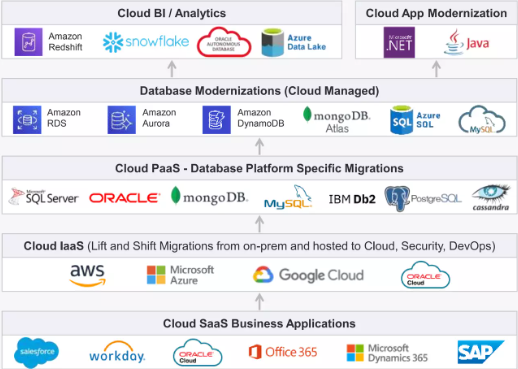 Cloud BI / Analytics
Cloud App Modernization
Amazon
Redshift
snowflake
ORACLE
AUTONOMOUS
DATABASE
Azure
Data Lake
Microsoft
.NET
Java
Database Modernizations (Cloud Managed)
Amazon
RDS
Amazon
Aurora
Amazon
DynamoDB
mongoDB.
Atlas
SQL
Azure
SQL
MySQL
Cloud PaaS - Database Platform Specific Migrations
Microsoft
SQL Server
ORACLE
mongoDB.
MySQL
IBM Db2
PostgreSQL
cassandra
Cloud IaaS (Lift and Shift Migrations from on-prem and hosted to Cloud, Security, DevOps)
aws
Microsoft
Azure
Google Cloud
ORACLE
Cloud
Cloud SaaS Business Applications
salesforce
workday.
ORACLE
Cloud
Office 365
Microsoft
Dynamics 365
SAP